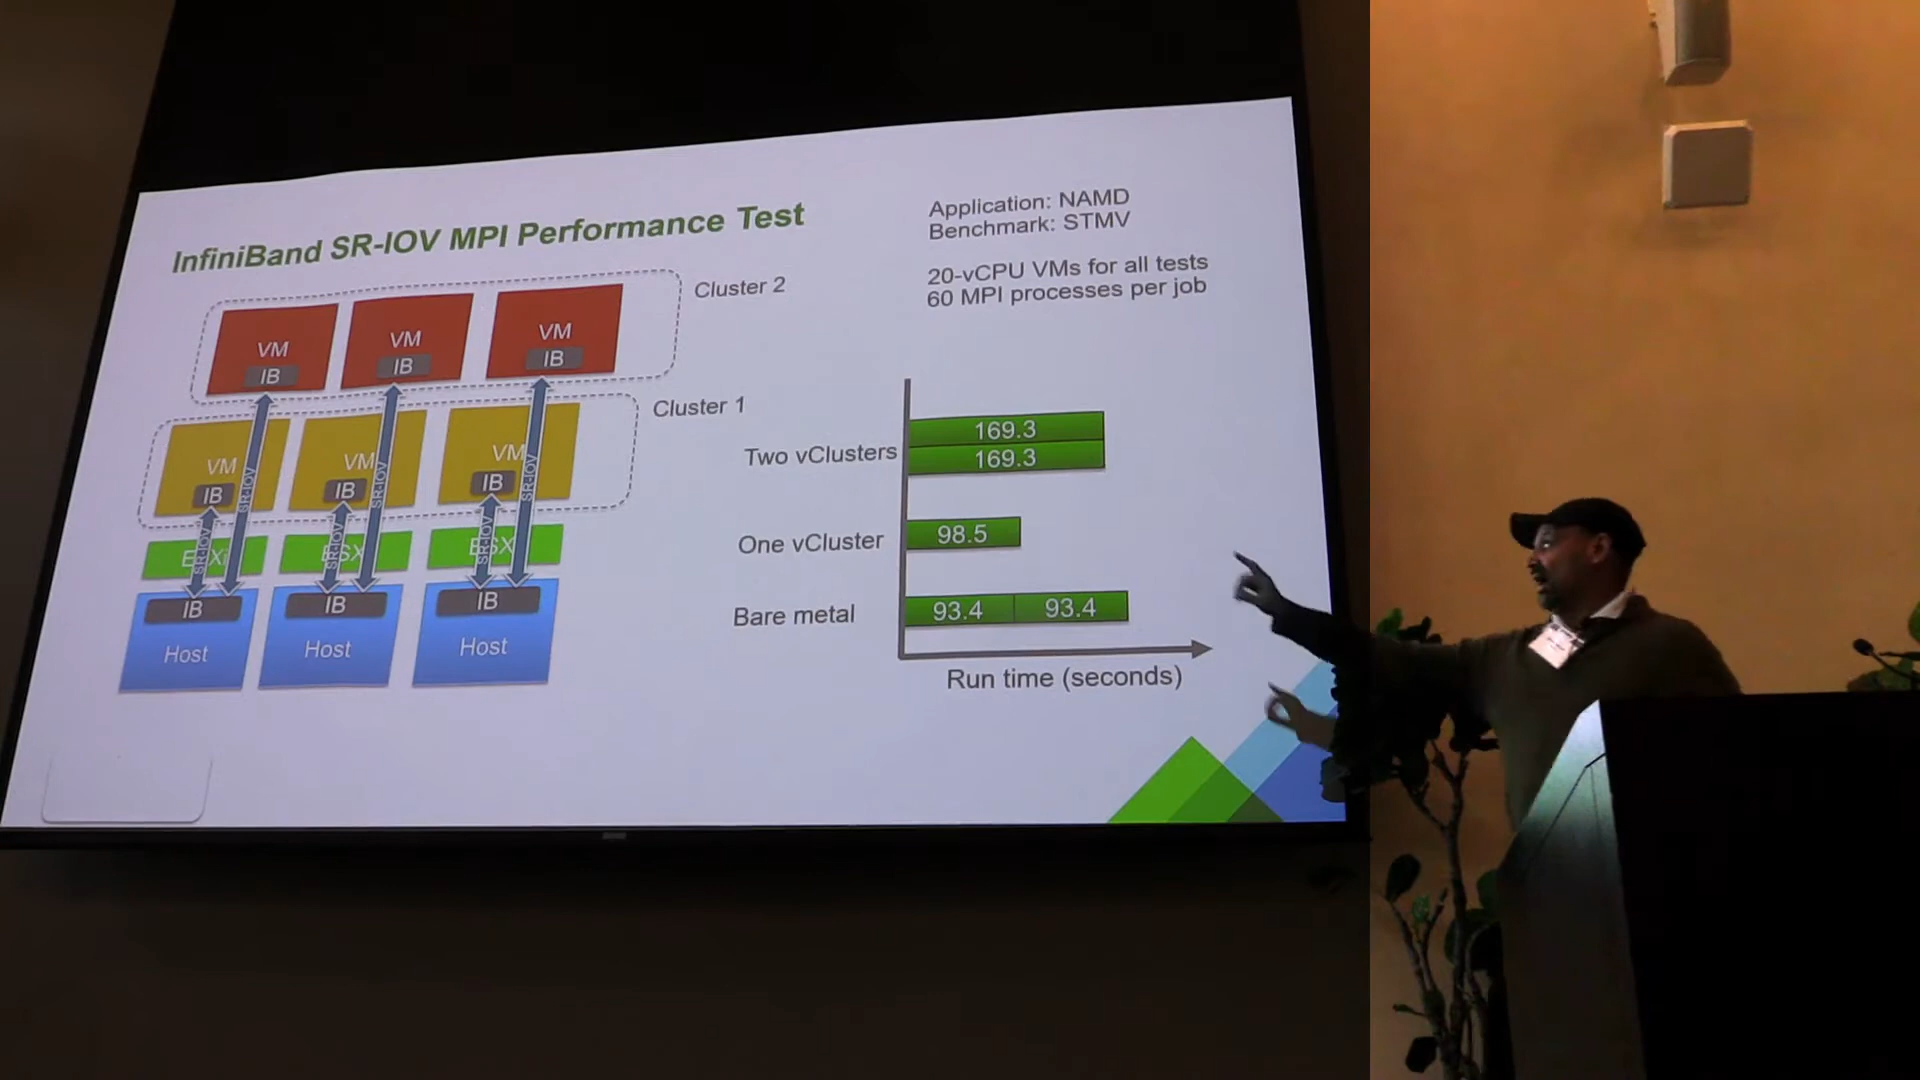 InfiniBand SR-IOV MPI Performance Test
Application: NAMD
Benchmark: STMV
20-vCPU VMs for all tests
60 MPI processes per job
Cluster 2
VM
VM
VM
IB
IB
IB
Cluster 1
VM
VM
VM
IB
IB
IB
SR-IOV
SR-IOV
SR-IOV
SR-IOV
SR-IOV
SR-IOV
IB
IB
IB
Host
Host
Host
169.3
Two vClusters
169.3
One vCluster
98.5
Bare metal
93.4
93.4
Run time (seconds)